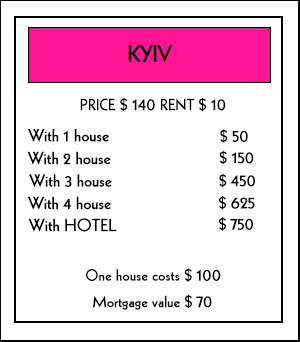 KYIV
PRICE $ 140 RENT $ 10
With 1 house $ 50
With 2 house $ 150
With 3 house $ 450
With 4 house $ 625
With HOTEL $ 750
One house costs $ 100
Mortgage value $ 70